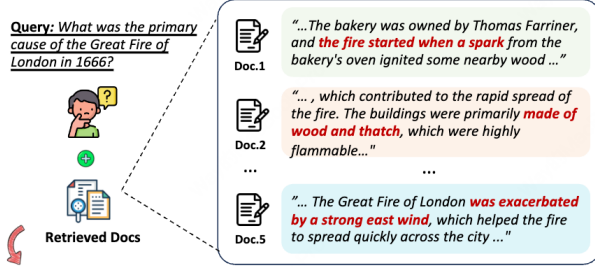 Query: What was the primary
cause of the Great Fire of
London in 1666?
?
Retrieved Docs
Doc.1
“…The bakery was owned by Thomas Farriner,
and the fire started when a spark from the
bakery's oven ignited some nearby wood …”
Doc.2
“… , which contributed to the rapid spread of
the fire. The buildings were primarily made of
wood and thatch, which were highly
flammable…"
...
...
Doc.5
“… The Great Fire of London was exacerbated
by a strong east wind, which helped the fire
to spread quickly across the city ..."